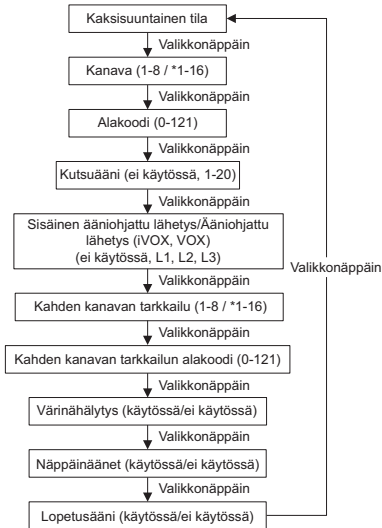 Kaksisuuntainen tila
Valikkonäppäin
Kanava (1-8 / *1-16)
Valikkonäppäin
Alakoodi (0-121)
Valikkonäppäin
Kutsuääni (ei käytössä, 1-20)
Valikkonäppäin
Sisäinen ääniohjattu lähetys/Ääniohjattu
lähetys (iVOX, VOX)
(ei käytössä, L1, L2, L3)
Valikkonäppäin
Valikkonäppäin
Kahden kanavan tarkkailu (1-8 / *1-16)
Valikkonäppäin
Kahden kanavan tarkkailun alakoodi (0-121)
Valikkonäppäin
Värinähälytys (käytössä/ei käytössä)
Valikkonäppäin
Näppäinäänet (käytössä/ei käytössä)
Valikkonäppäin
Lopetusääni (käytössä/ei käytössä)